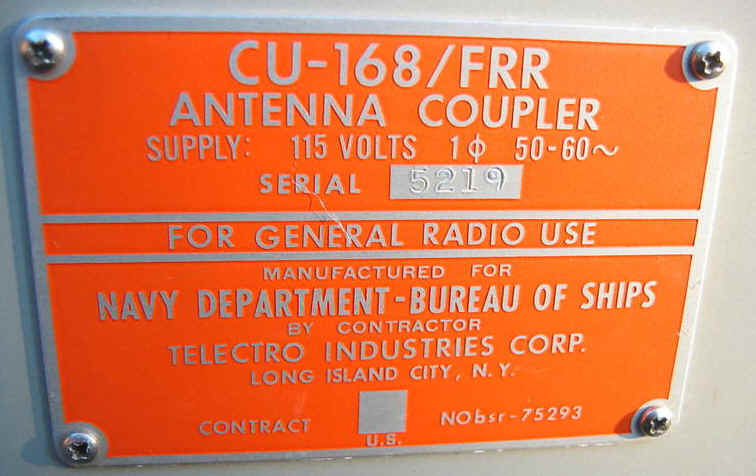 CU-168/FRR
ANTENNA COUPLER
SUPPLY: 115 VOLTS 1ϕ 50-60~
SERIAL 5219
FOR GENERAL RADIO USE
MANUFACTURED FOR
NAVY DEPARTMENT-BUREAU OF SHIPS
BY CONTRACTOR
TELECTRO INDUSTRIES CORP.
LONG ISLAND CITY, N.Y.
CONTRACT NObsr-75293
U.S.